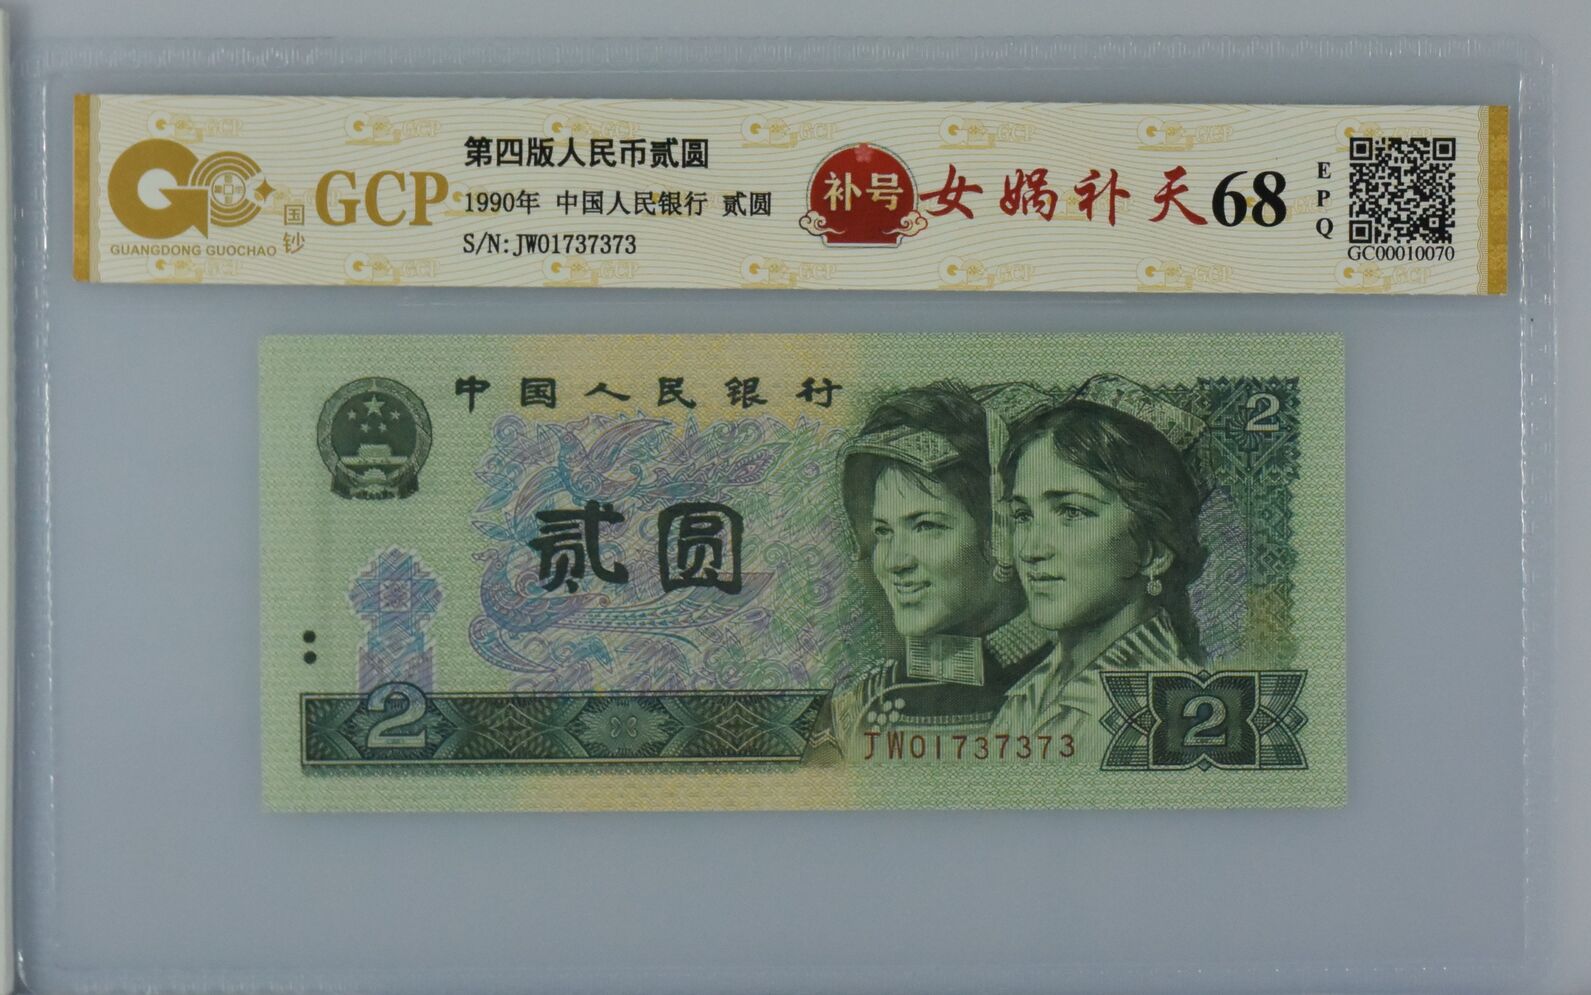 GCP
GUANGDONG GUOCHAO
国钞
第四版人民币贰圆
1990年 中国人民银行 贰圆
S/N:JW01737373
补号
女娲补天
68
EPQ
GC00010070
中国人民银行
2
贰圆
2
JW01737373
2